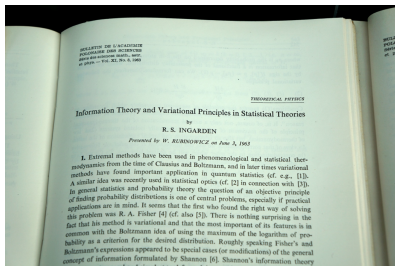 BULLETIN DE L'ACADÉMIE
POLONAISE DES SCIENCES
Série des sciences math., astr.
et phys. — Vol. XI, No. 8, 1963
THEORETICAL PHYSICS
Information Theory and Variational Principles in Statistical Theories
by
R. S. INGARDEN
Presented by W. RUBINOWICZ on June 3, 1963
1. Extremal methods have been used in phenomenological and statistical ther-
modynamics from the time of Clausius and Boltzmann, and in later times variational
methods have found important application in quantum statistics (cf. e.g., [1]).
A similar idea was recently used in statistical optics (cf. [2] in connection with [3]).
In general statistics and probability theory the question of an objective principle
of finding probability distributions is one of central problems, especially if practical
applications are in mind. It seems that the first who found the right way of solving
this problem was R. A. Fisher [4] (cf. also [5]). There is nothing surprising in the
fact that his method is variational and that the most important of its features is in
common with the Boltzmann idea of using the maximum of the logarithm of pro-
bability as a criterion for the desired distribution. Roughly speaking Fisher's and
Boltzmann's expressions appeared to be special cases (or modifications) of the general
concept of information formulated by Shannon [6]. Shannon's information theory